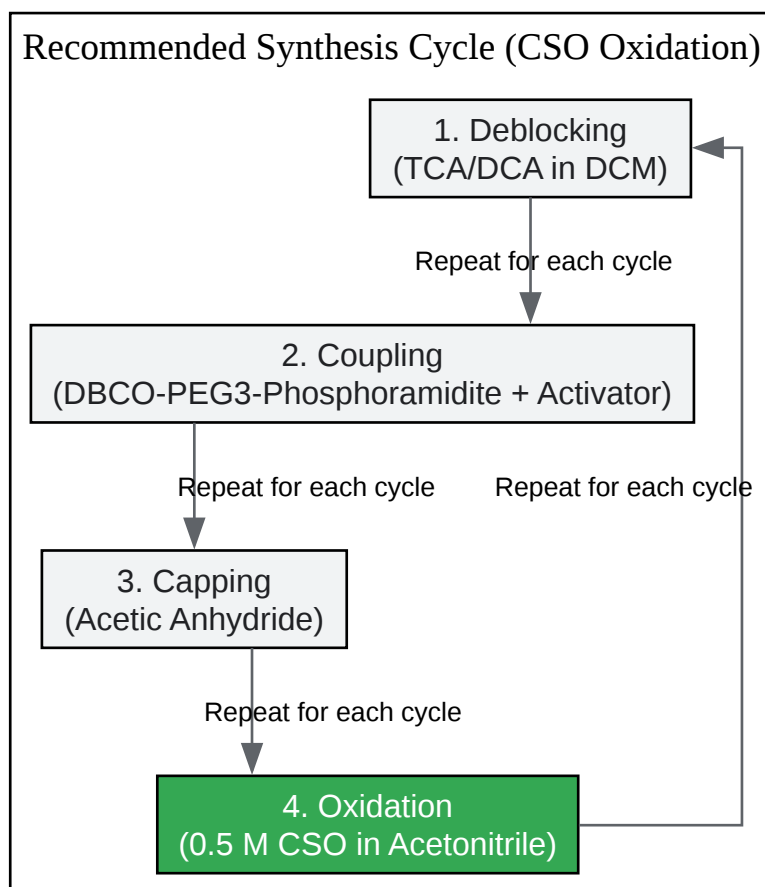 Recommended Synthesis Cycle (CSO Oxidation)
1. Deblocking
(TCA/DCA in DCM)
Repeat for each cycle
2. Coupling
(DBCO-PEG3-Phosphoramidite + Activator)
Repeat for each cycle
Repeat for each cycle
3. Capping
(Acetic Anhydride)
Repeat for each cycle
4. Oxidation
(0.5 M CSO in Acetonitrile)